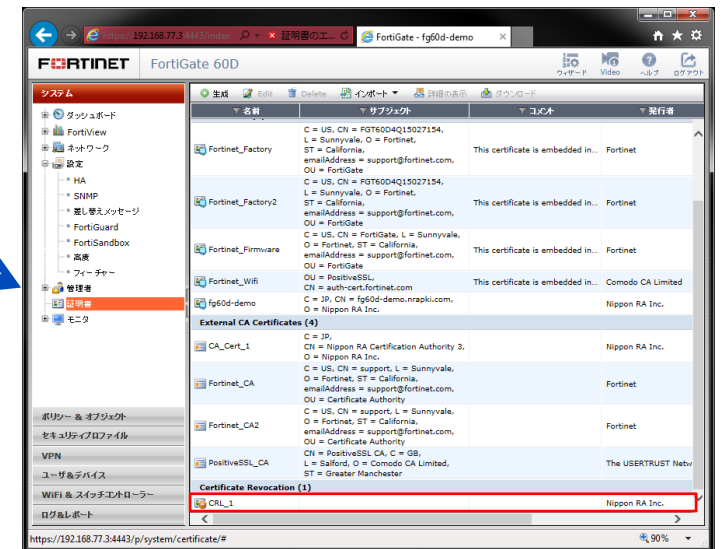 https://192.168.77.3:4443/index
証明書のエ...
FortiGate - fg60d-demo
FORTINET
FortiGate 60D
ウィザード
Video
ヘルプ
ログアウト
システム
ダッシュボード
FortiView
ネットワーク
設定
HA
SNMP
差し替えメッセージ
FortiGuard
FortiSandbox
高度
フィーチャー
管理者
証明書
モニタ
ポリシー & オブジェクト
セキュリティプロファイル
VPN
ユーザ&デバイス
WiFi & スイッチコントローラー
ログ&レポート
生成 Edit Delete インポート 詳細の表示 ダウンロード
名前 サブジェクト コメント 発行者
Fortinet_Factory
C = US, CN = FGT60D4Q15027154,
L = Sunnyvale, O = Fortinet,
ST = California,
emailAddress = support@fortinet.com,
OU = FortiGate
This certificate is embedded in...
Fortinet
Fortinet_Factory2
C = US, CN = FGT60D4Q15027154,
L = Sunnyvale, O = Fortinet,
ST = California,
emailAddress = support@fortinet.com,
OU = FortiGate
This certificate is embedded in...
Fortinet
Fortinet_Firmware
C = US, CN = FortiGate, L = Sunnyvale,
O = Fortinet, ST = California,
emailAddress = support@fortinet.com,
OU = FortiGate
This certificate is embedded in...
Fortinet
Fortinet_Wifi
OU = PositiveSSL,
CN = auth-cert.fortinet.com
This certificate is embedded in...
Comodo CA Limited
fg60d-demo
C = JP, CN = fg60d-demo.nrapki.com,
O = Nippon RA Inc.
Nippon RA Inc.
External CA Certificates (4)
CA_Cert_1
C = JP,
CN = Nippon RA Certification Authority 3,
O = Nippon RA Inc.
Nippon RA Inc.
Fortinet_CA
C = US, CN = support, L = Sunnyvale,
O = Fortinet, ST = California,
emailAddress = support@fortinet.com,
OU = Certificate Authority
Fortinet
Fortinet_CA2
C = US, CN = support, L = Sunnyvale,
O = Fortinet, ST = California,
emailAddress = support@fortinet.com,
OU = Certificate Authority
Fortinet
PositiveSSL_CA
CN = PositiveSSL CA, C = GB,
L = Salford, O = Comodo CA Limited,
ST = Greater Manchester
The USERTRUST Netw
Certificate Revocation (1)
CRL_1
Nippon RA Inc.
https://192.168.77.3:4443/p/system/certificate/#
90%